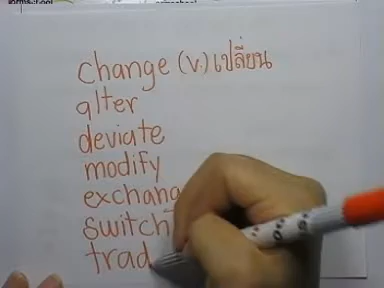 change (v.) เปลี่ยน
alter
deviate
modify
exchang
switch
trad